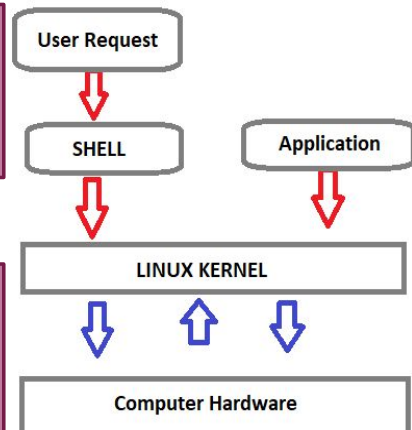 User Request
SHELL
Application
LINUX KERNEL
Computer Hardware